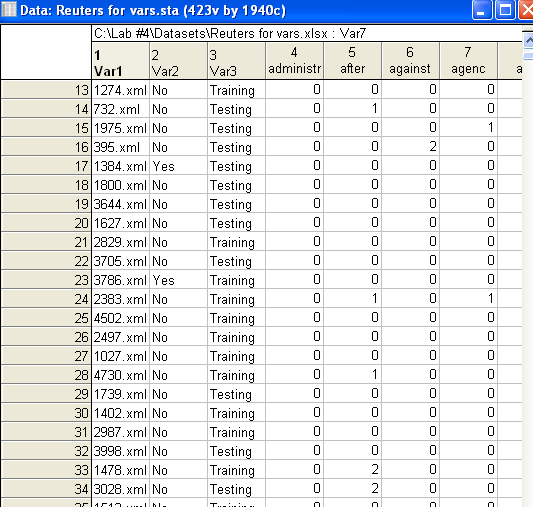 Data: Reuters for vars.sta (423v by 1940c)
C:\Lab #4\Datasets\Reuters for vars.xlsx : Var7
1 2 3 4 5 6 7
Var1 Var2 Var3 administr after against agenc a
13 1274.xml No Training 0 0 0 0
14 732.xml No Testing 0 1 0 0
15 1975.xml No Testing 0 0 0 1
16 395.xml No Testing 0 0 2 0
17 1384.xml Yes Testing 0 0 0 0
18 1800.xml No Testing 0 0 0 0
19 3644.xml No Testing 0 0 0 0
20 1627.xml No Testing 0 0 0 0
21 2829.xml No Training 0 0 0 0
22 3705.xml No Testing 0 0 0 0
23 3786.xml Yes Training 0 0 0 0
24 2383.xml No Training 0 1 0 1
25 4502.xml No Training 0 0 0 0
26 2497.xml No Training 0 0 0 0
27 1027.xml No Training 0 0 0 0
28 4730.xml No Training 0 1 0 0
29 1739.xml No Testing 0 0 0 0
30 1402.xml No Training 0 0 0 0
31 2987.xml No Training 0 0 0 0
32 3998.xml No Testing 0 0 0 0
33 1478.xml No Training 0 2 0 0
34 3028.xml No Testing 0 2 0 0